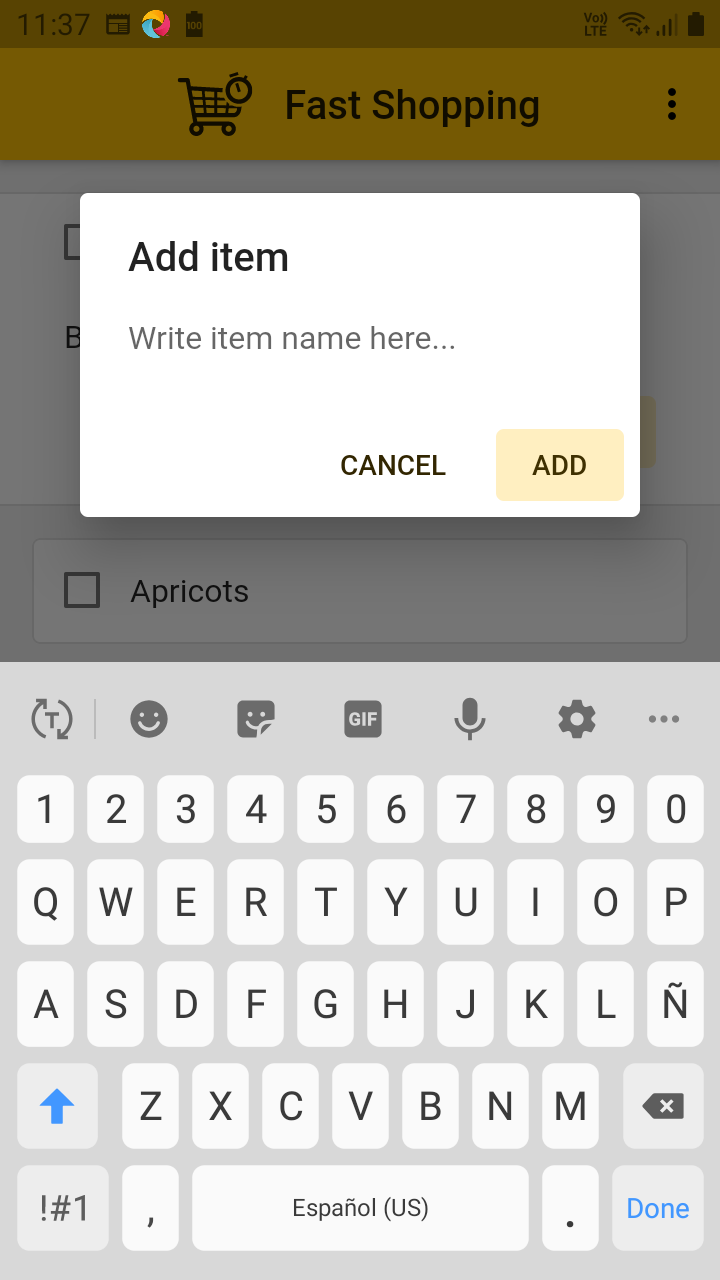 11:37
100
Vo))
LTE
Fast Shopping
Add item
B
Write item name here...
CANCEL
ADD
Apricots
T
GIF
1 2 3 4 5 6 7 8 9 0
Q W E R T Y U I O P
A S D F G H J K L Ñ
Z X C V B N M
!#1 , Español (US) . Done